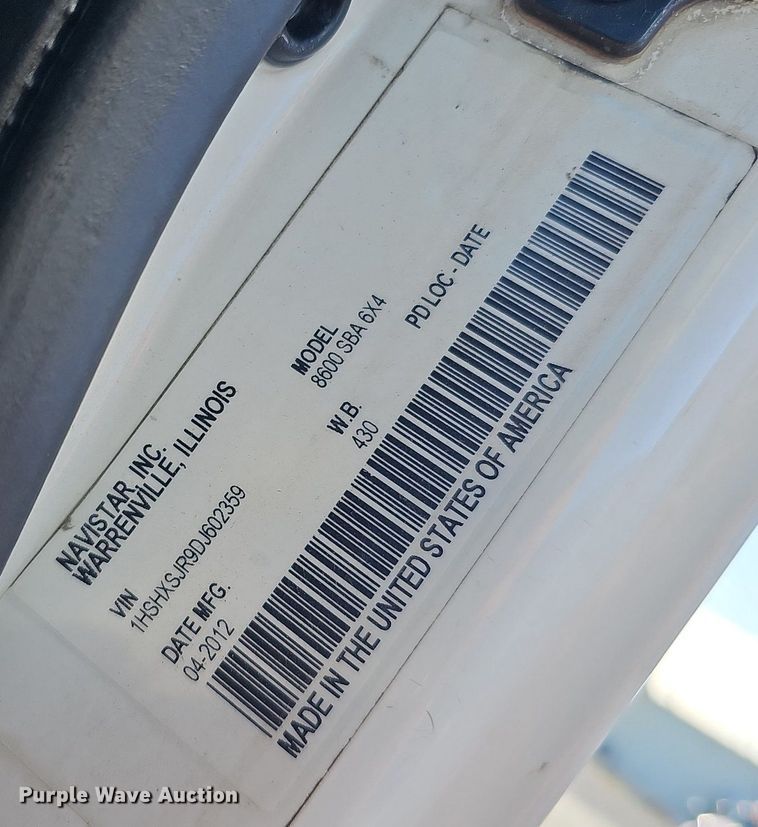 NAVISTAR, INC.
WARRENVILLE, ILLINOIS
VIN
1HSHXSJR9DJ602359
MODEL
8600 SBA 6X4
DATE MFG.
04-2012
W.B.
430
PD LOC - DATE
MADE IN THE UNITED STATES OF AMERICA
Purple Wave Auction